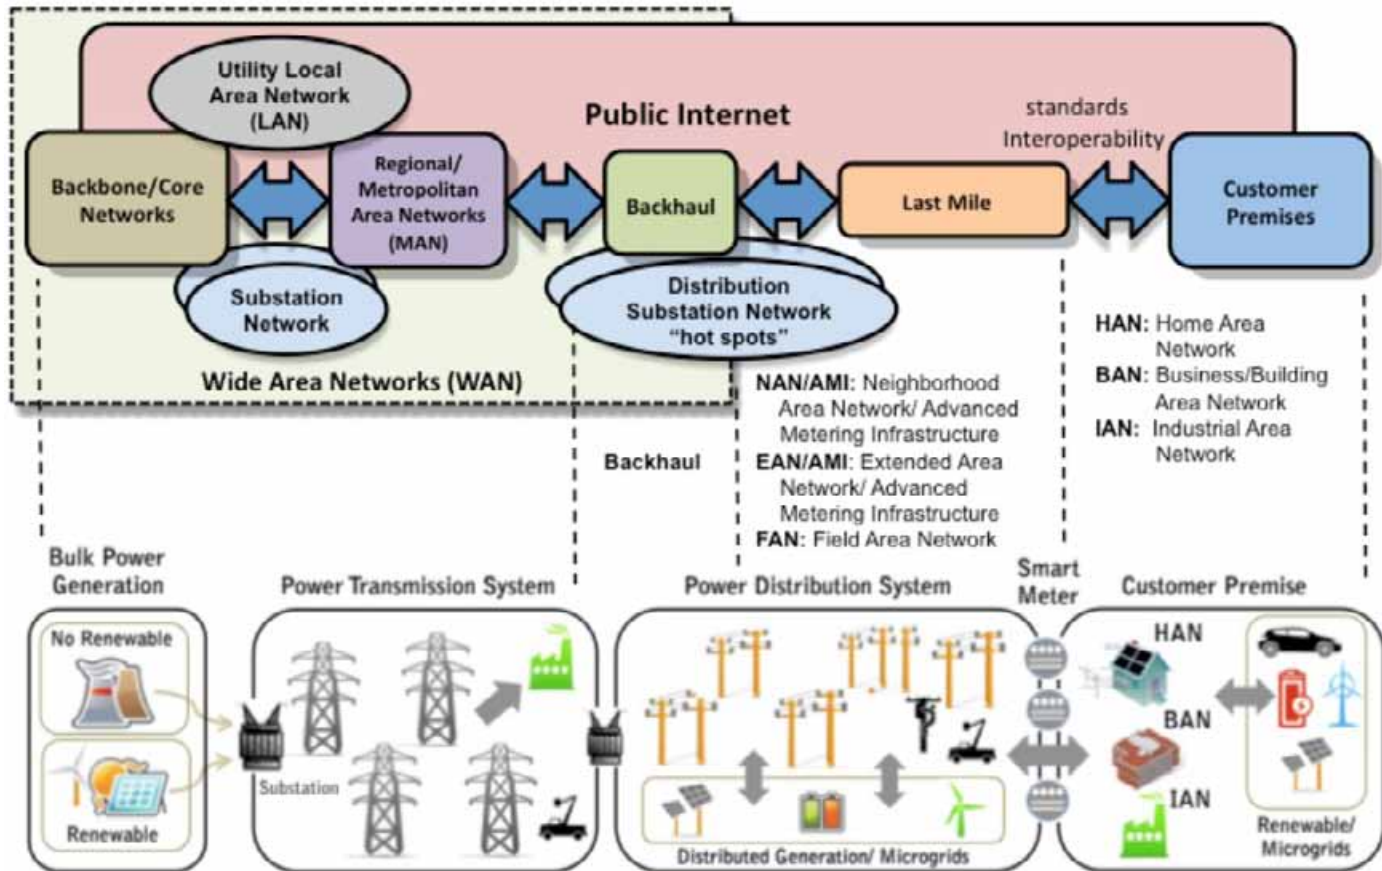 Utility Local
Area Network
(LAN)
Public Internet
standards
Interoperability
Backbone/Core
Networks
Regional/
Metropolitan
Area Networks
(MAN)
Backhaul
Last Mile
Customer
Premises
Substation
Network
Distribution
Substation Network
“hot spots”
Wide Area Networks (WAN)
HAN: Home Area
Network
BAN: Business/Building
Area Network
IAN: Industrial Area
Network
Backhaul
NAN/AMI: Neighborhood
Area Network/ Advanced
Metering Infrastructure
EAN/AMI: Extended Area
Network/ Advanced
Metering Infrastructure
FAN: Field Area Network
Bulk Power
Generation
Power Transmission System
Power Distribution System
Smart
Meter
Customer Premise
No Renewable
Renewable
Substation
Distributed Generation/ Microgrids
HAN
BAN
IAN
Renewable/
Microgrids